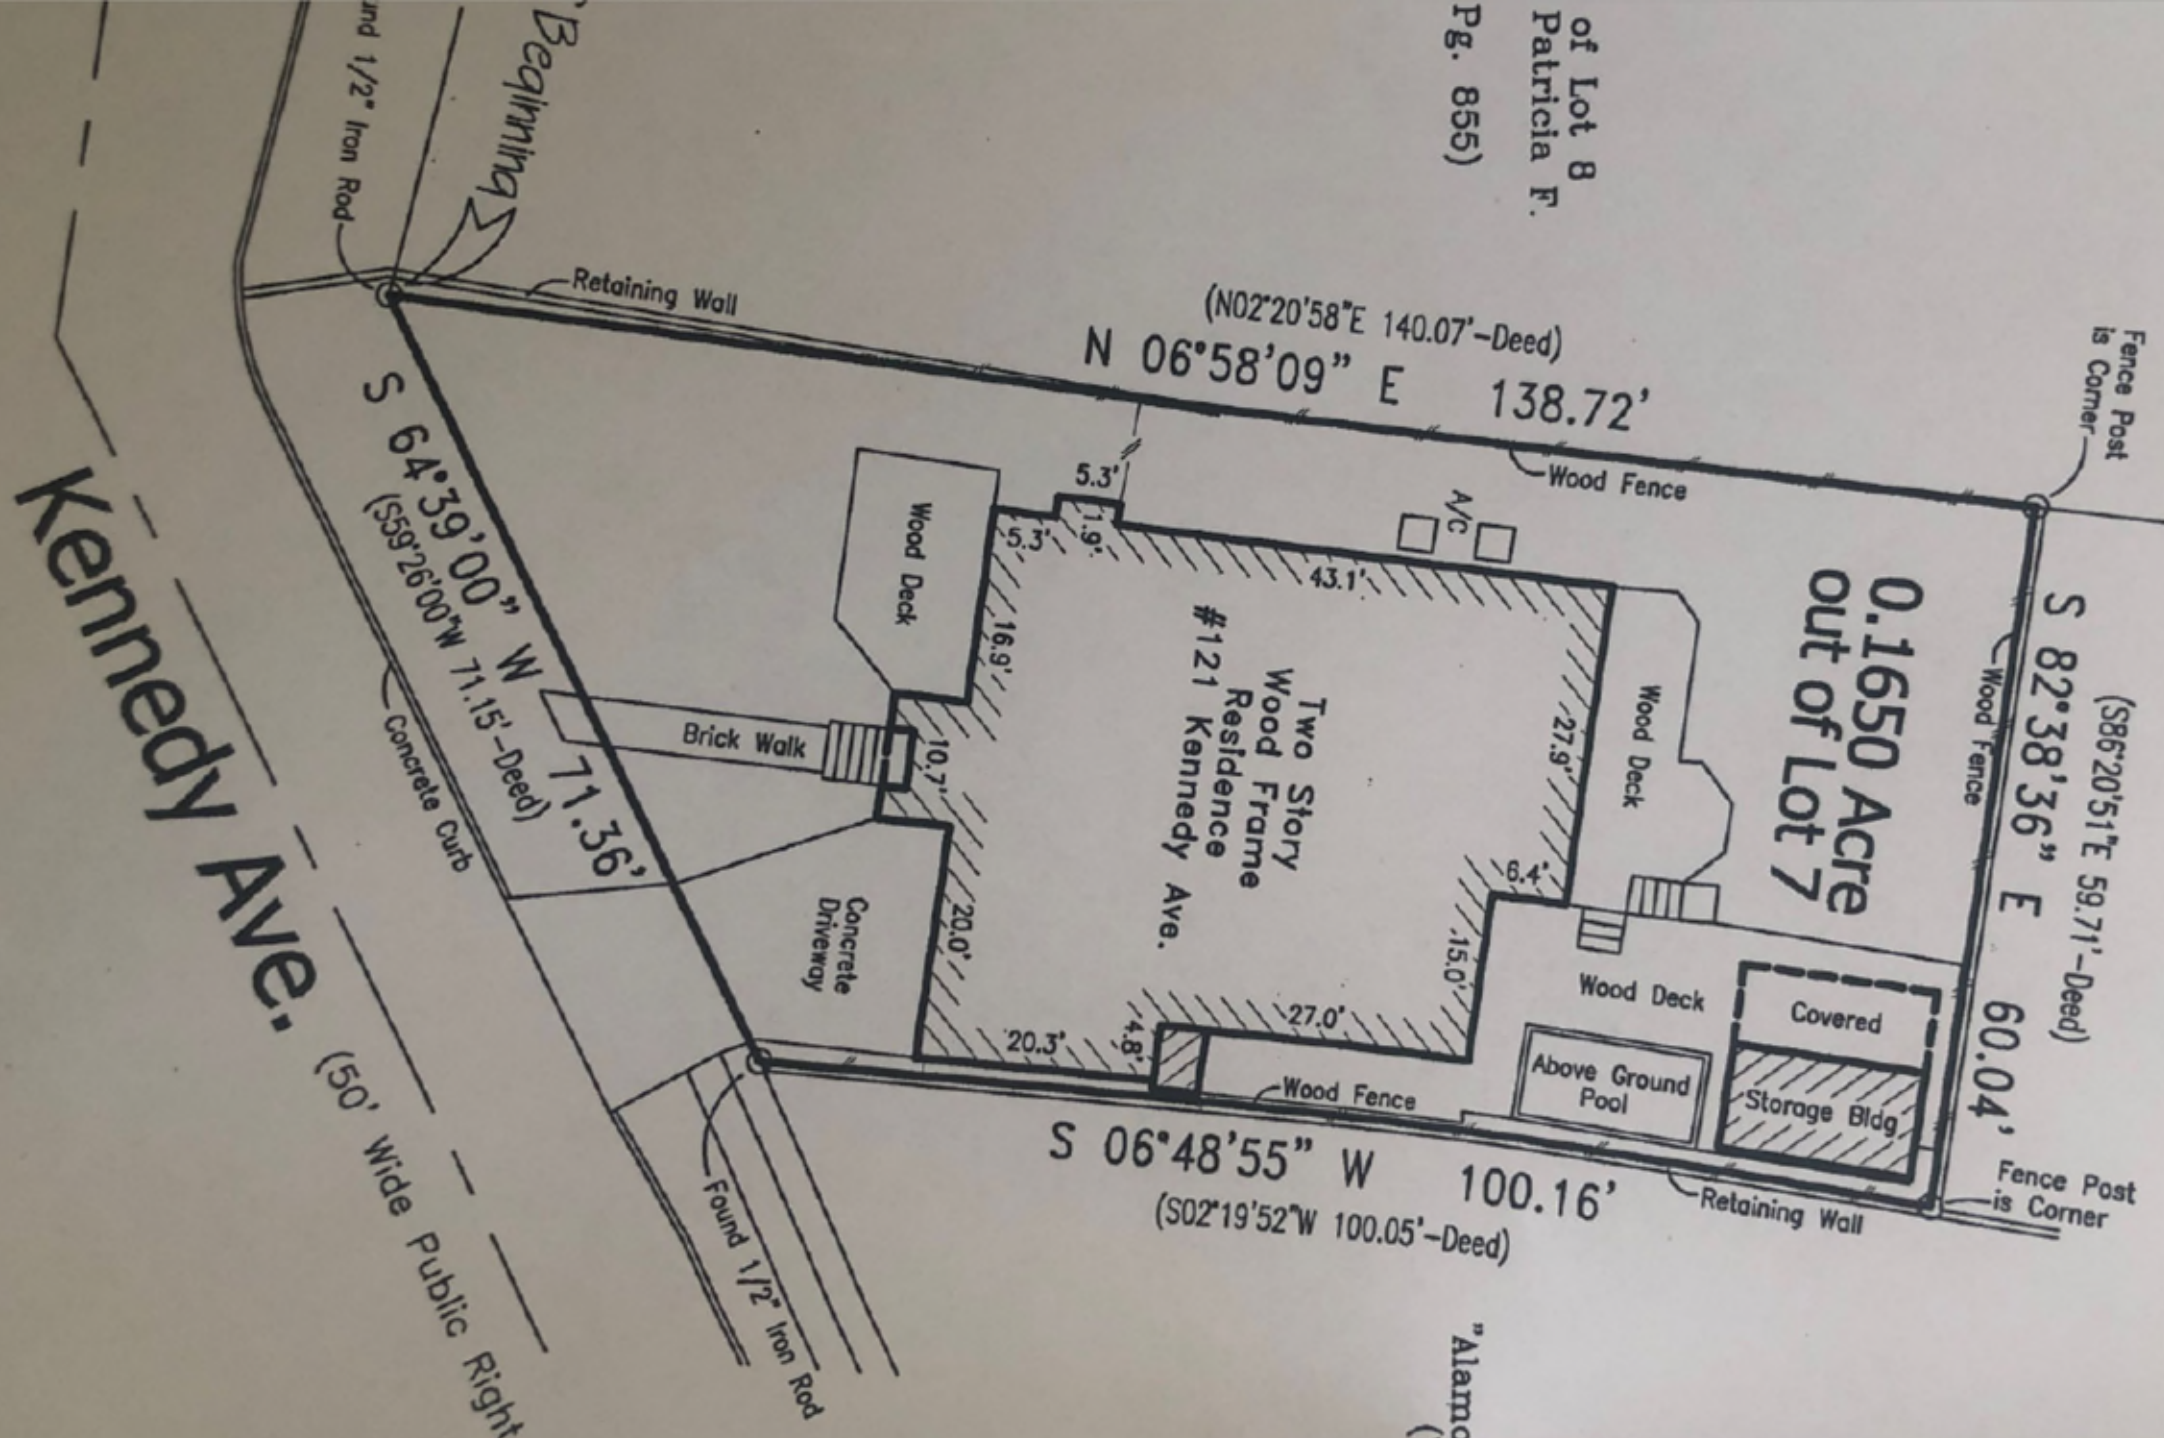 of Lot 8
Patricia F.
Pg. 855)
Beginning
1/2" Iron Rod
Retaining Wall
(N02°20'58"E 140.07'-Deed)
N 06°58'09" E 138.72'
Wood Fence
Fence Post
is Corner
S 64°39'00" W 71.36'
(S59°26'00"W 71.15'-Deed)
Concrete Curb
Kennedy Ave.
(50' Wide Public Right
Wood Deck
5.3'
5.3'
1.9'
43.1'
A/C
16.9'
10.7'
20.0'
20.3'
4.8'
27.0'
15.0'
6.4'
27.9'
Two Story
Wood Frame
Residence
#121 Kennedy Ave.
Brick Walk
Concrete
Driveway
Wood Deck
0.1650 Acre
out of Lot 7
Wood Fence
S 82°38'36" E 60.04'
(S86°20'51"E 59.71'-Deed)
Wood Deck
Covered
Storage Bldg
Above Ground
Pool
Wood Fence
S 06°48'55" W 100.16'
(S02°19'52"W 100.05'-Deed)
Retaining Wall
Fence Post
is Corner
Found 1/2" Iron Rod